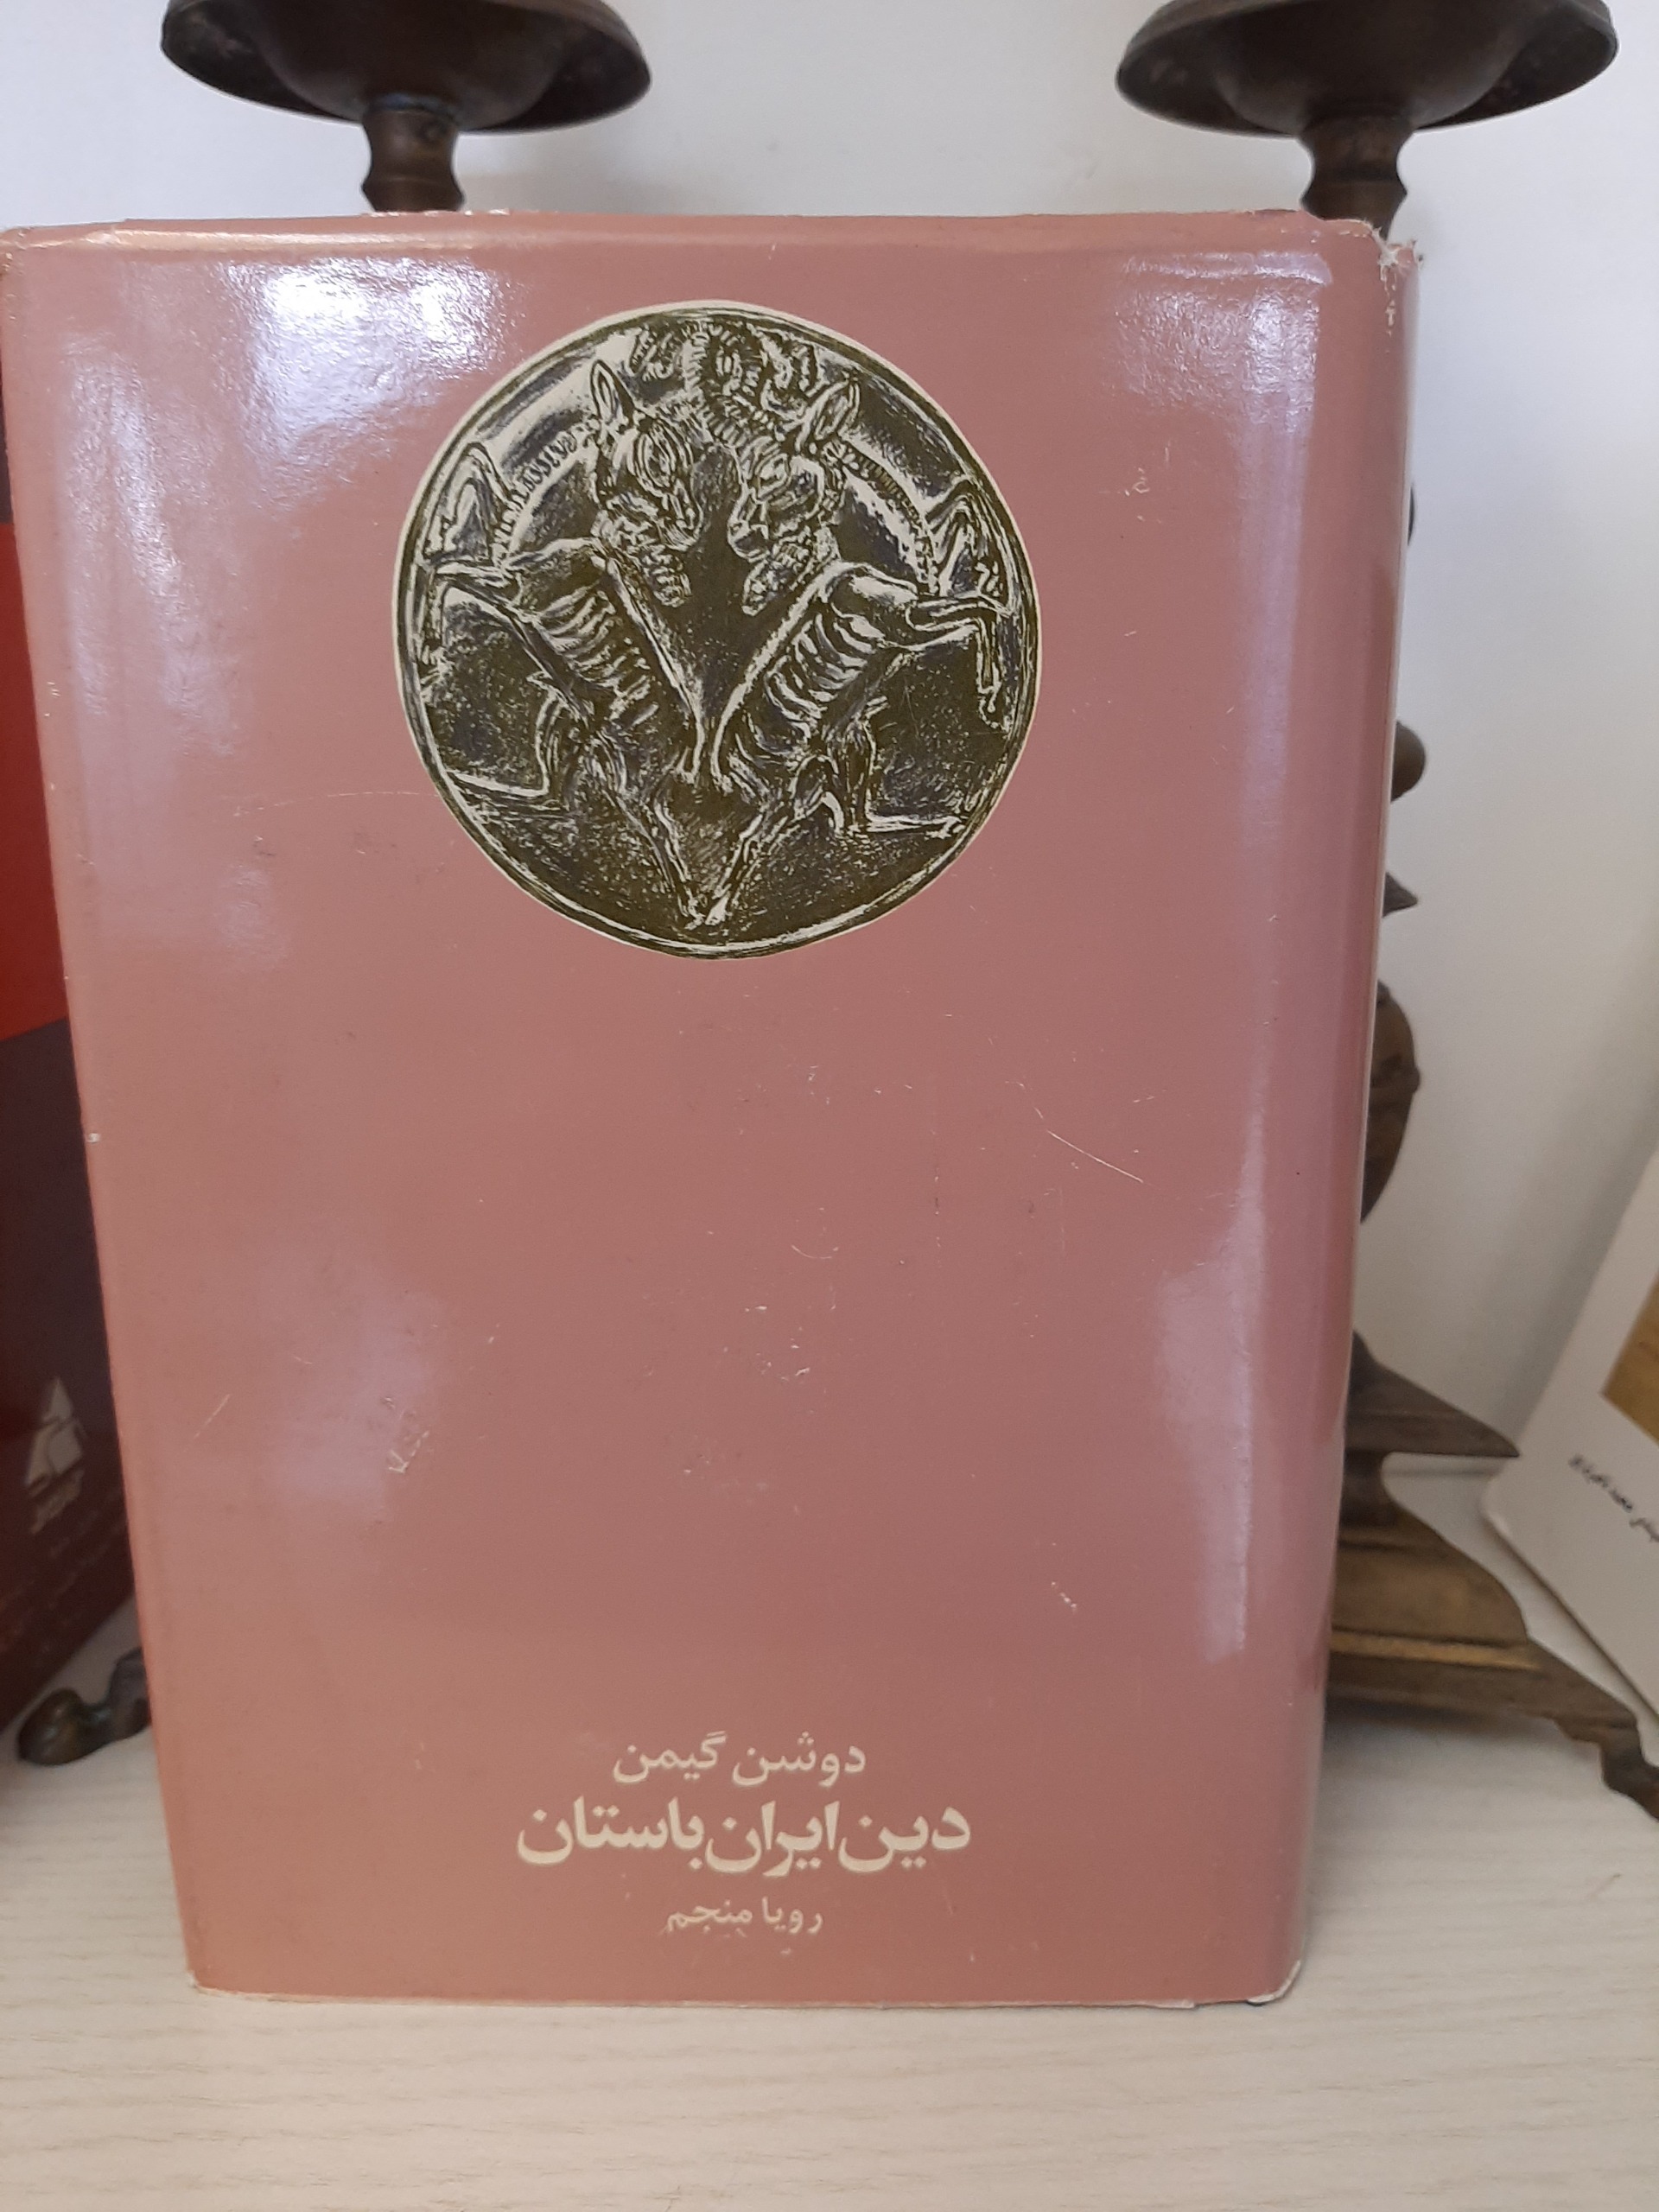 دوشن گیمن
دین ایران باستان
رویا منجم